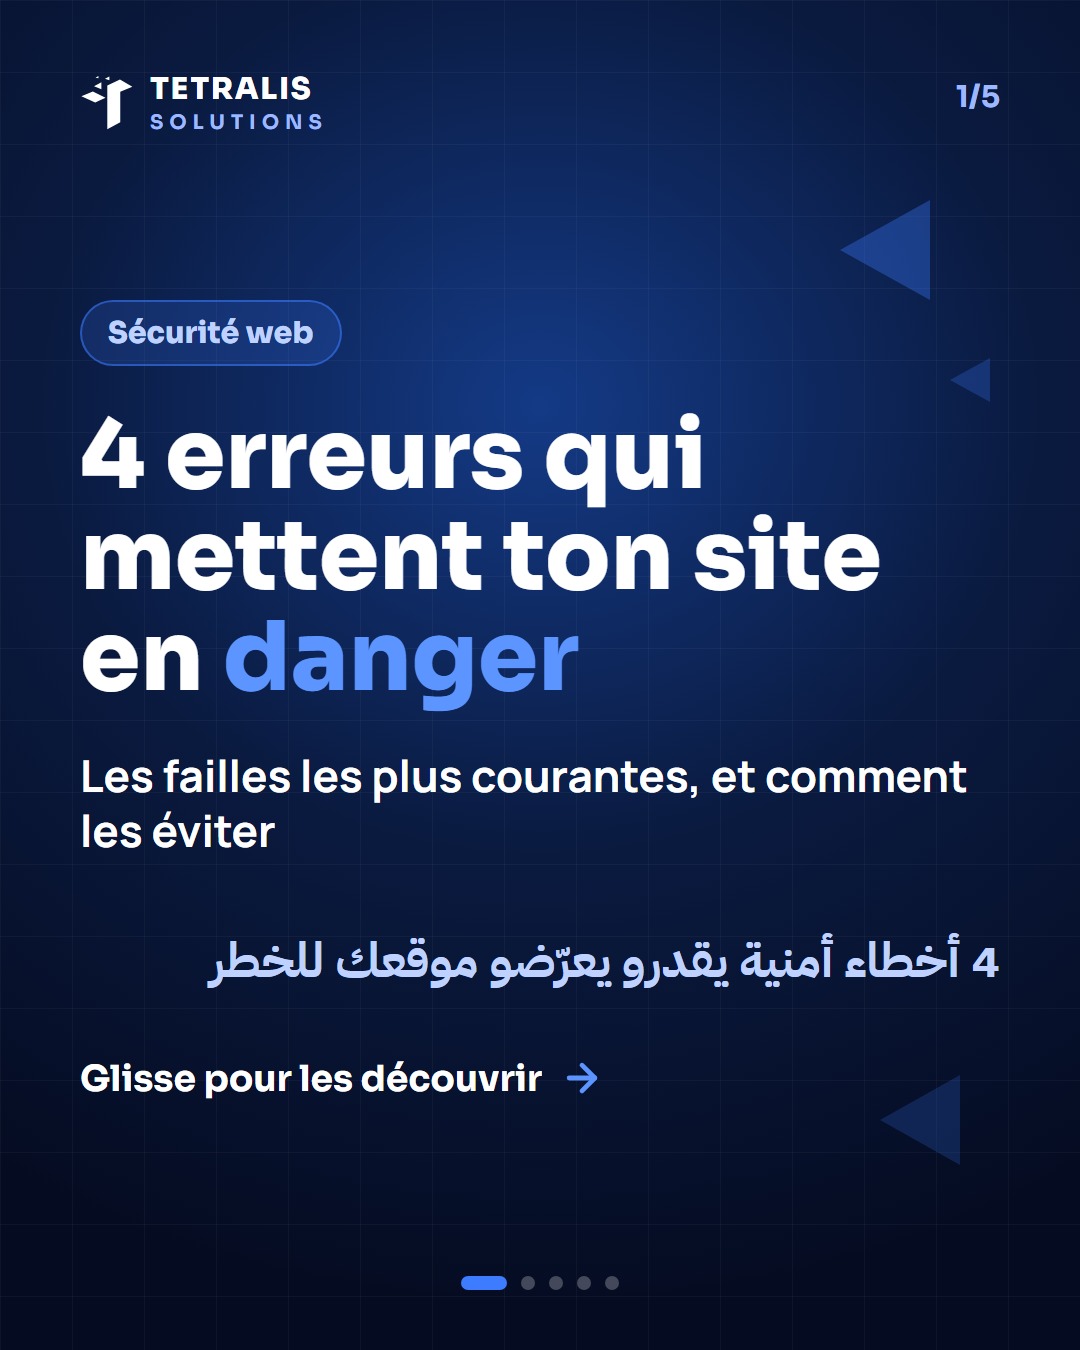 TETRALIS
SOLUTIONS
1/5
Sécurité web
4 erreurs qui
mettent ton site
en danger
Les failles les plus courantes, et comment
les éviter
4 أخطاء أمنية يقدرو يعرّضو موقعك للخطر
Glisse pour les découvrir →